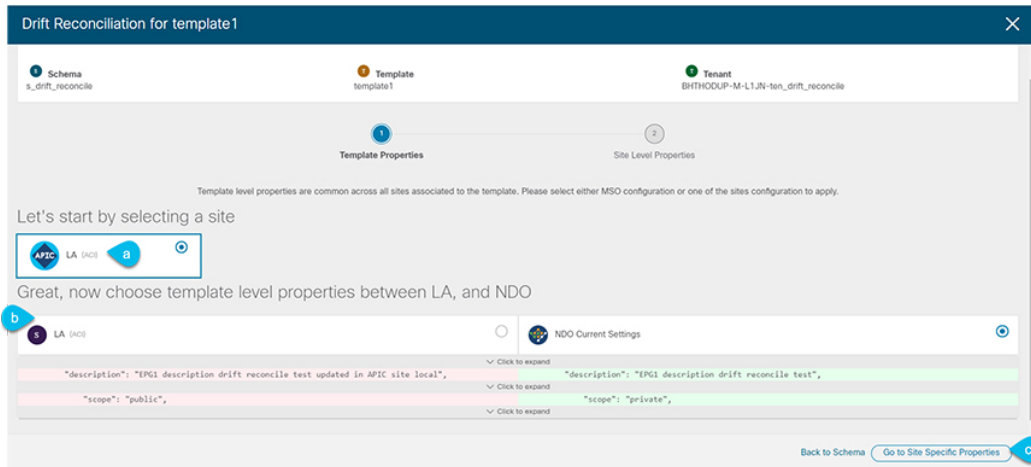 Drift Reconciliation for template1
S Schema
s_drift_reconcile
T Template
template1
T Tenant
BHTHODUP-M-L1JN-ten_drift_reconcile
1
Template Properties
2
Site Level Properties
Template level properties are common across all sites associated to the template. Please select either MSO configuration or one of the sites configuration to apply.
Let's start by selecting a site
APIC LA (ACI) a
Great, now choose template level properties between LA, and NDO
b
S LA (ACI)
NDO Current Settings
Click to expand
"description": "EPG1 description drift reconcile test updated in APIC site local",
"description": "EPG1 description drift reconcile test",
Click to expand
"scope": "public",
"scope": "private",
Click to expand
Back to Schema Go to Site Specific Properties